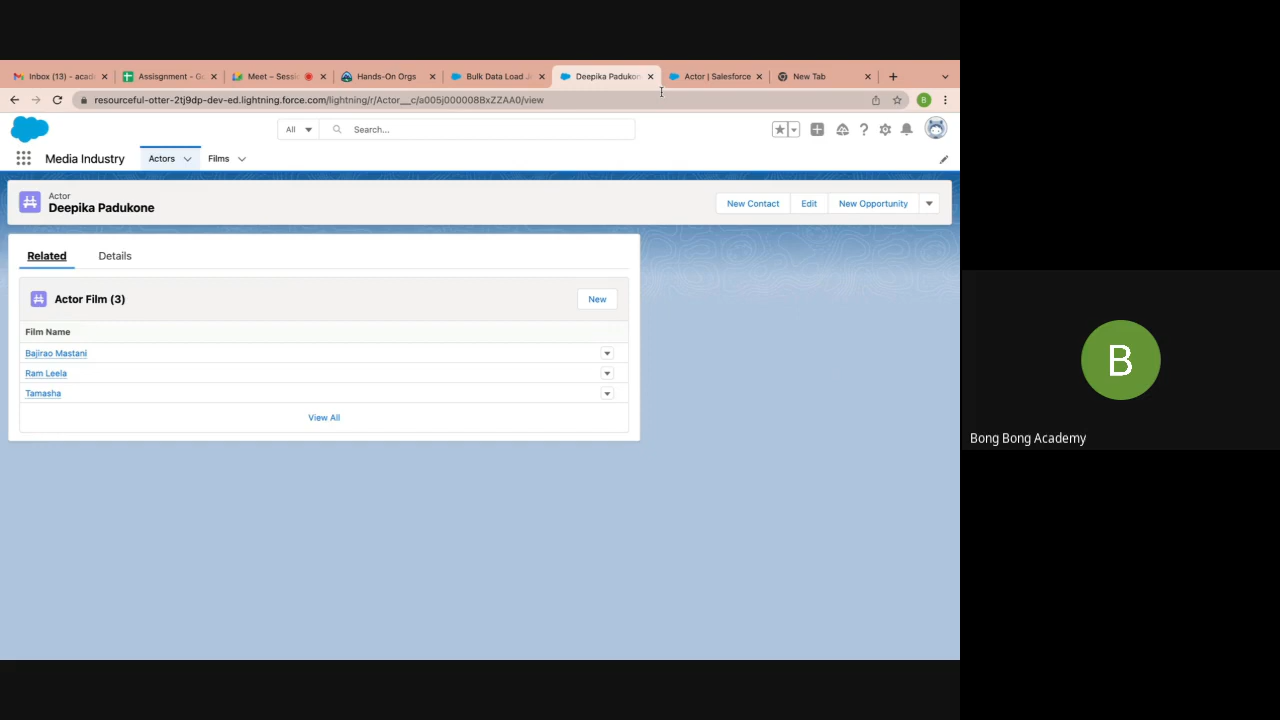 Inbox (13) - acad
Assisgnment - G
Meet – Sessi
Hands-On Orgs
Bulk Data Load J
Deepika Padukon
Actor | Salesforce
New Tab
resourceful-otter-2tj9dp-dev-ed.lightning.force.com/lightning/r/Actor__c/a005j000008BxZZAA0/view
B
All
Search...
Media Industry
Actors
Films
Actor
Deepika Padukone
New Contact
Edit
New Opportunity
Related
Details
Actor Film (3)
New
Film Name
Bajirao Mastani
Ram Leela
Tamasha
View All
B
Bong Bong Academy